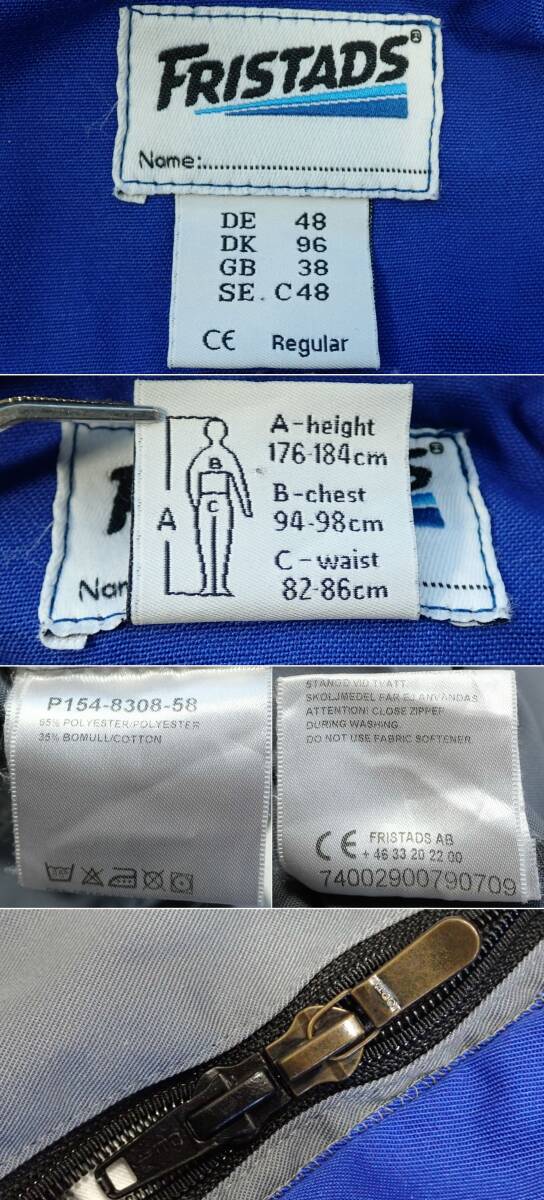 FRISTADS®
Name:
DE 48
DK 96
GB 38
SE. C48
CE Regular
A-height
176-184cm
B-chest
94-98cm
C-waist
82-86cm
A
B
C
P154-8308-58
65% POLYESTER/POLYESTER
35% BOMULL/COTTON
STÄNGD VID TVÄTT.
SKÖLJMEDEL FÅR EJ ANVÄNDAS
ATTENTION! CLOSE ZIPPER
DURING WASHING.
DO NOT USE FABRIC SOFTENER
CE FRISTADS AB
+ 46 33 20 22 00
74002900790709